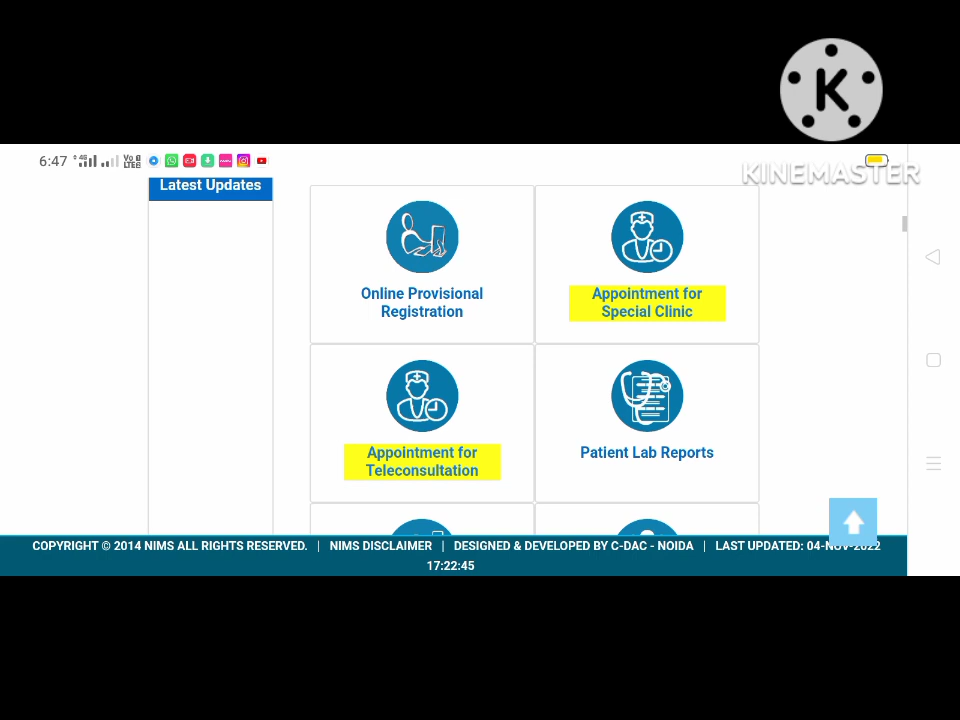 K
6:47
KINEMASTER
Latest Updates
Online Provisional
Registration
Appointment for
Special Clinic
Appointment for
Teleconsultation
Patient Lab Reports
COPYRIGHT © 2014 NIMS ALL RIGHTS RESERVED. | NIMS DISCLAIMER | DESIGNED & DEVELOPED BY C-DAC - NOIDA | LAST UPDATED: 04-NOV-2022
17:22:45